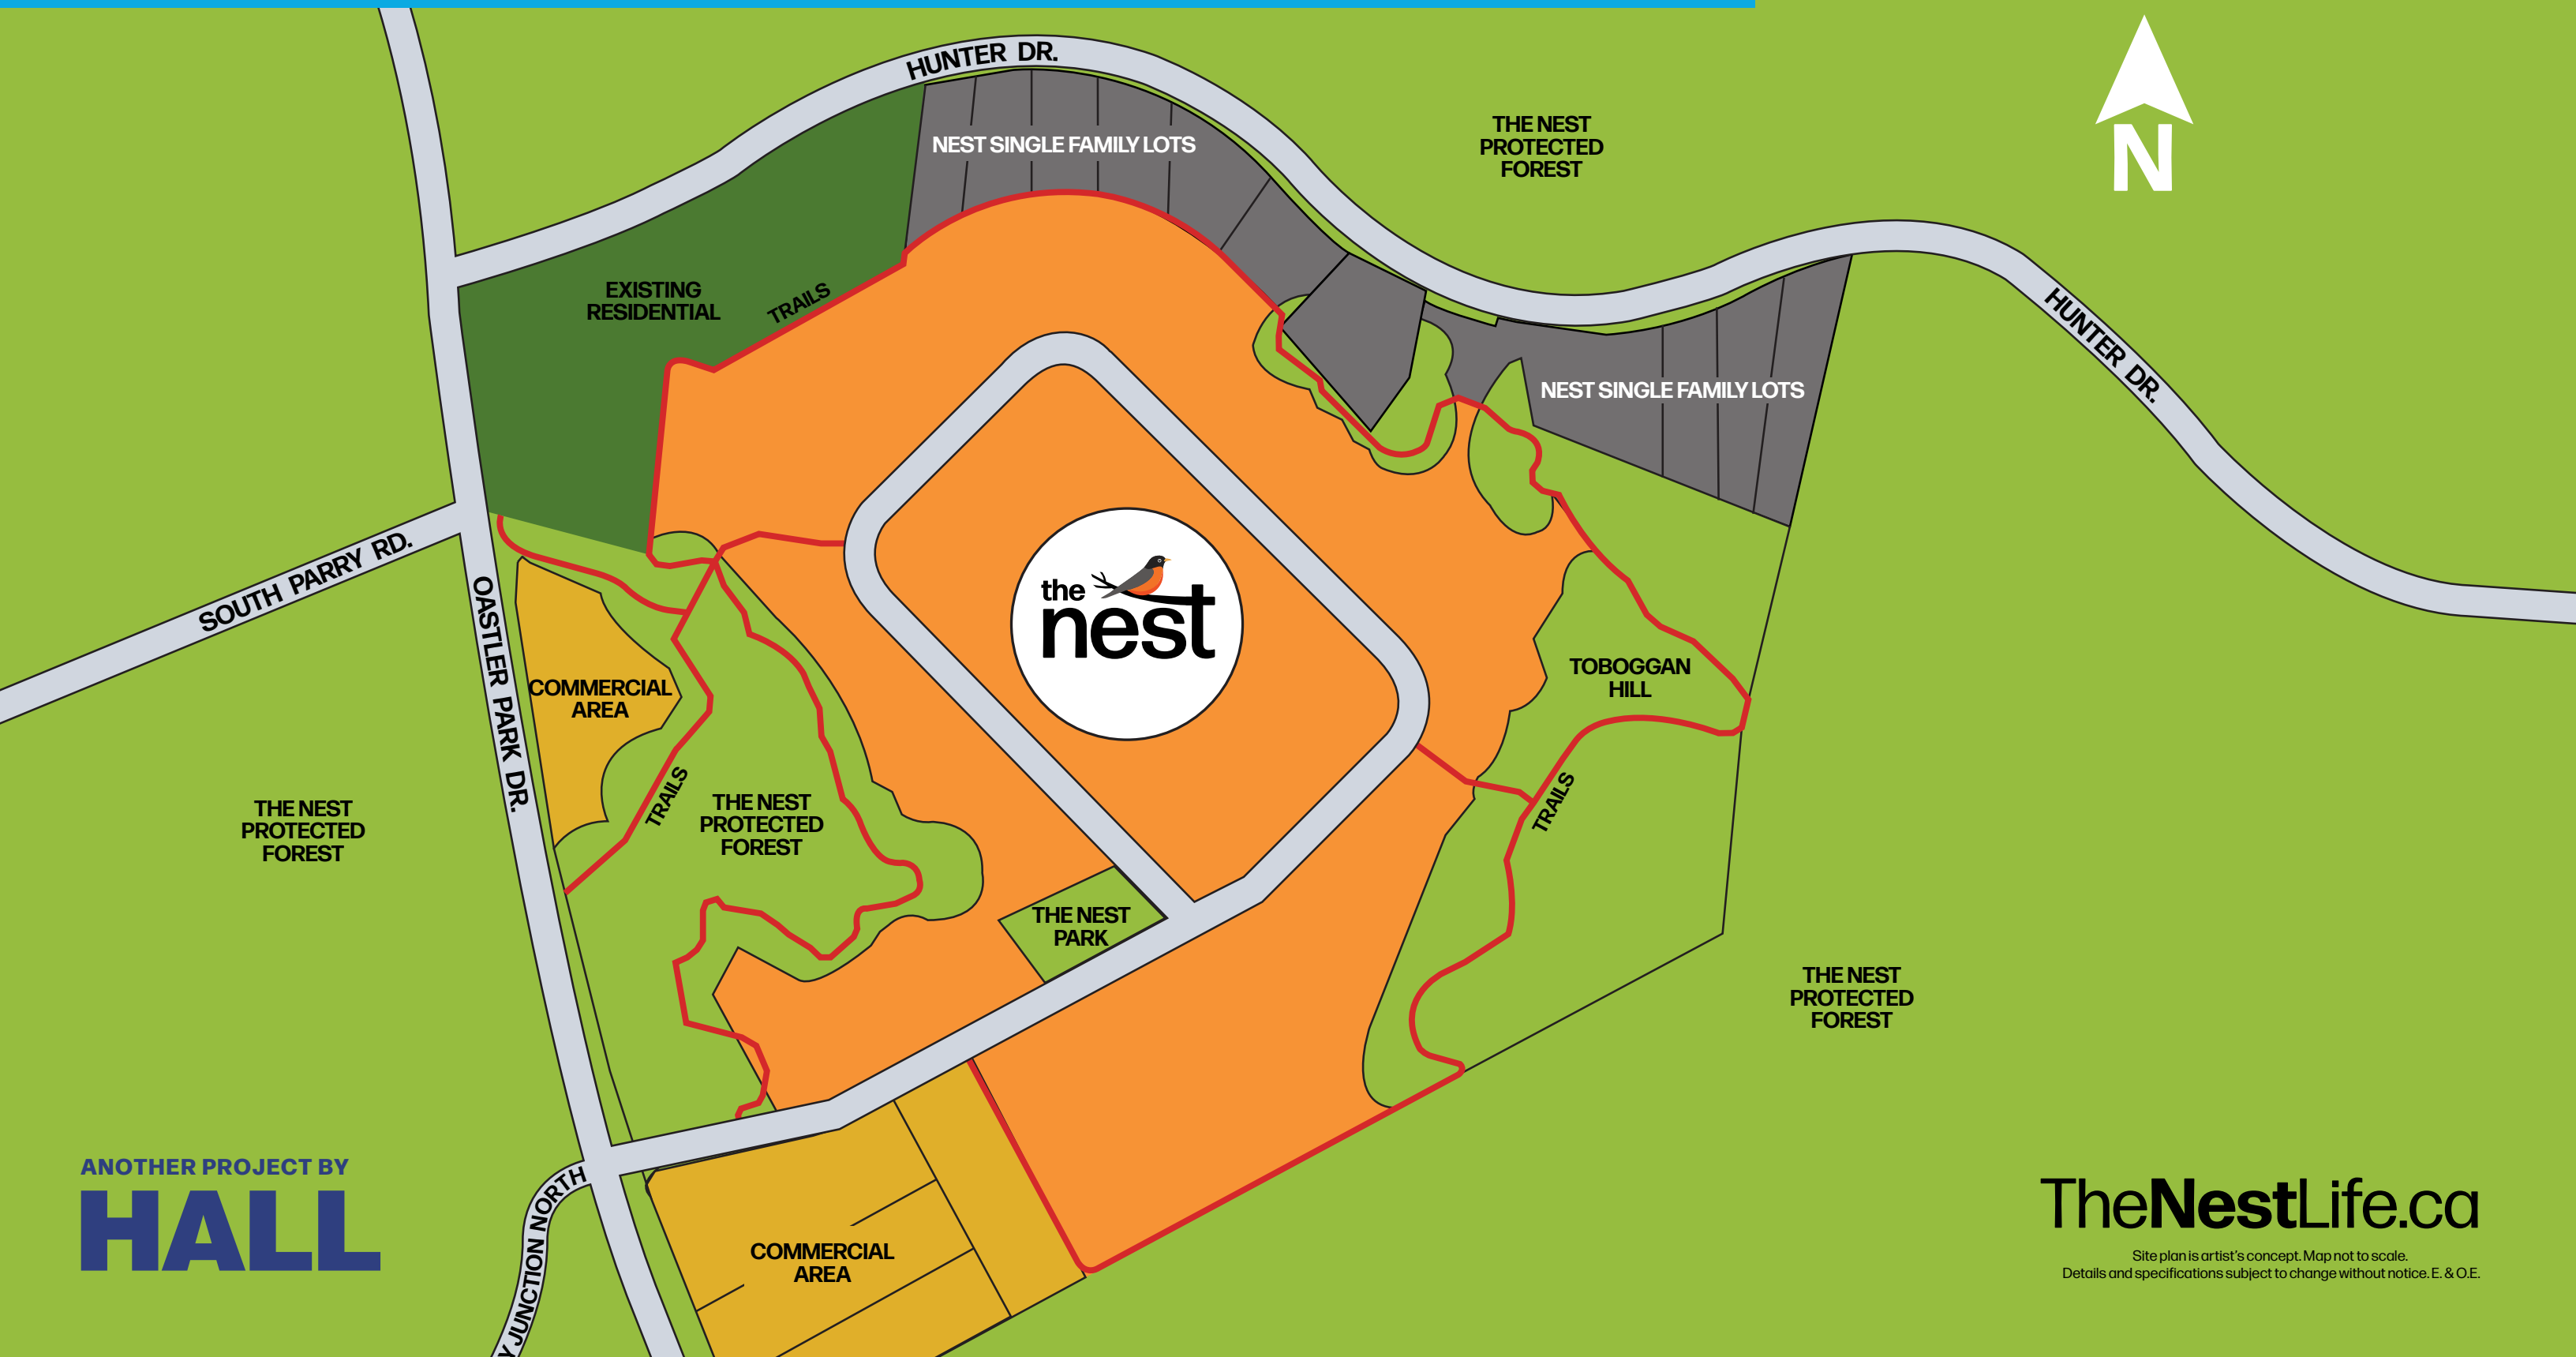 HUNTER DR.
N
THE NEST
PROTECTED
FOREST
NEST SINGLE FAMILY LOTS
EXISTING
RESIDENTIAL
TRAILS
HUNTER DR.
NEST SINGLE FAMILY LOTS
SOUTH PARRY RD.
OASTLER PARK DR.
the
nest
COMMERCIAL
AREA
TOBOGGAN
HILL
TRAILS
THE NEST
PROTECTED
FOREST
THE NEST
PROTECTED
FOREST
TRAILS
THE NEST
PARK
THE NEST
PROTECTED
FOREST
ANOTHER PROJECT BY
HALL
Y JUNCTION NORTH
COMMERCIAL
AREA
TheNestLife.ca
Site plan is artist's concept. Map not to scale.
Details and specifications subject to change without notice. E. & O.E.